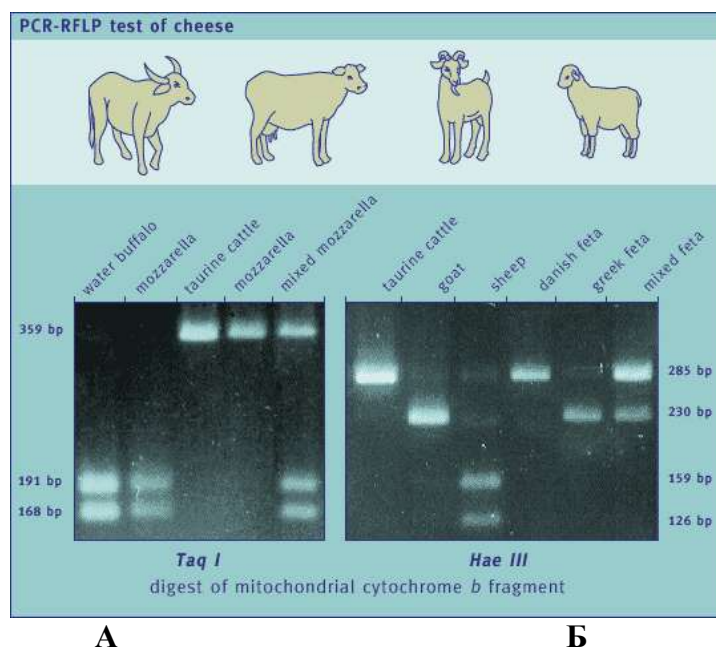 PCR-RFLP test of cheese
water buffalo
mozzarella
taurine cattle
mozzarella
mixed mozzarella
taurine cattle
goat
sheep
danish feta
greek feta
mixed feta
359 bp
191 bp
168 bp
285 bp
230 bp
159 bp
126 bp
Taq I
Hae III
digest of mitochondrial cytochrome b fragment
А
Б